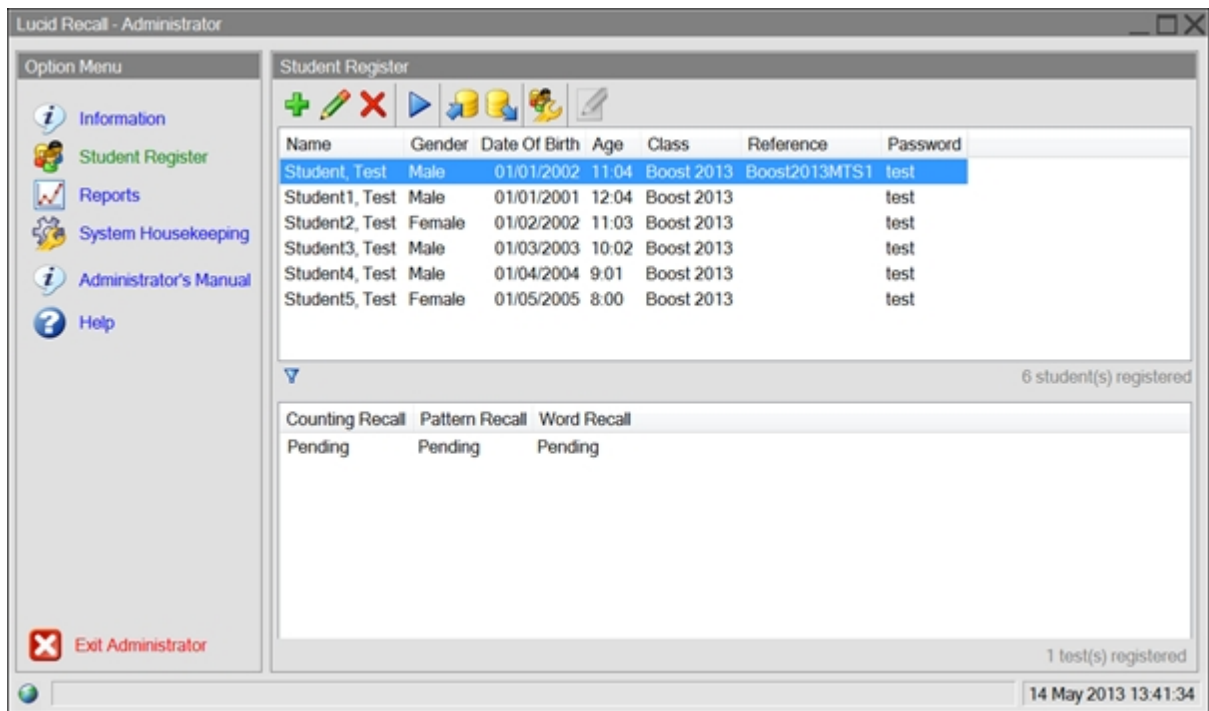 Lucid Recall - Administrator
Option Menu
Information
Student Register
Reports
System Housekeeping
Administrator's Manual
Help
Exit Administrator
Student Register
Name Gender Date Of Birth Age Class Reference Password
Student, Test Male 01/01/2002 11:04 Boost 2013 Boost2013MTS1 test
Student1, Test Male 01/01/2001 12:04 Boost 2013 test
Student2, Test Female 01/02/2002 11:03 Boost 2013 test
Student3, Test Male 01/03/2003 10:02 Boost 2013 test
Student4, Test Male 01/04/2004 9:01 Boost 2013 test
Student5, Test Female 01/05/2005 8:00 Boost 2013 test
6 student(s) registered
Counting Recall Pattern Recall Word Recall
Pending Pending Pending
1 test(s) registered
14 May 2013 13:41:34